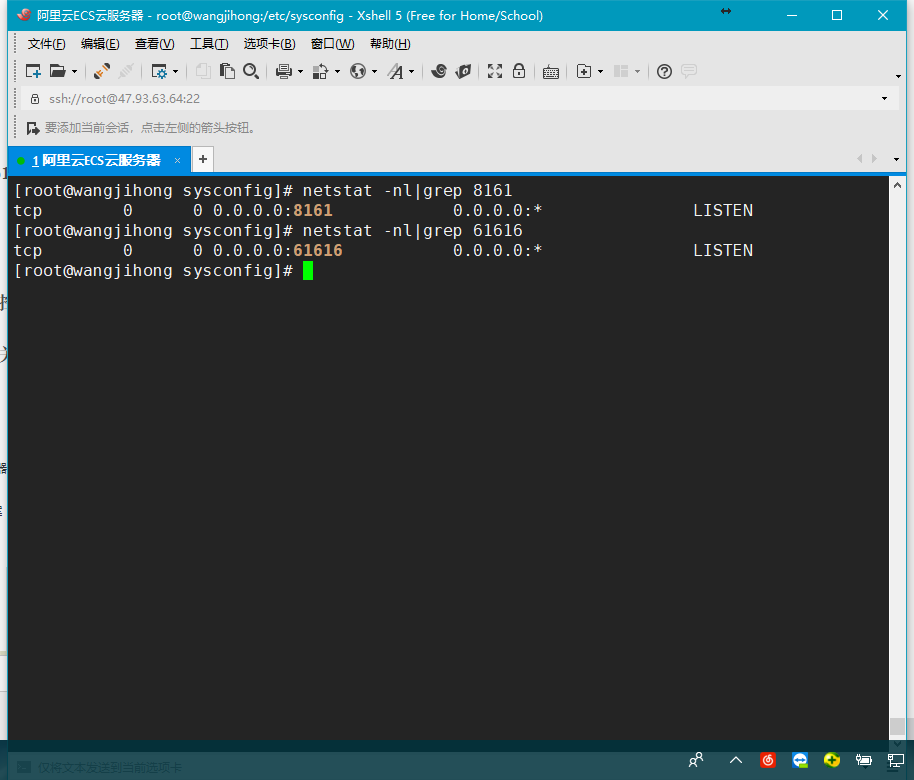 阿里云ECS云服务器 - root@wangjihong:/etc/sysconfig - Xshell 5 (Free for Home/School)
文件(F) 编辑(E) 查看(V) 工具(T) 选项卡(B) 窗口(W) 帮助(H)
ssh://root@47.93.63.64:22
要添加当前会话，点击左侧的箭头按钮。
1 阿里云ECS云服务器 × +
[root@wangjihong sysconfig]# netstat -nl|grep 8161
tcp 0 0 0.0.0.0:8161 0.0.0.0:* LISTEN
[root@wangjihong sysconfig]# netstat -nl|grep 61616
tcp 0 0 0.0.0.0:61616 0.0.0.0:* LISTEN
[root@wangjihong sysconfig]#
仅将文本发送到当前选项卡